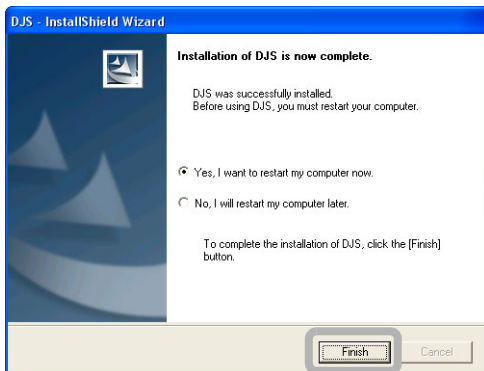 DJS - InstallShield Wizard
Installation of DJS is now complete.
DJS was successfully installed.
Before using DJS, you must restart your computer.
Yes, I want to restart my computer now.
No, I will restart my computer later.
To complete the installation of DJS, click the [Finish]
button.
Finish
Cancel